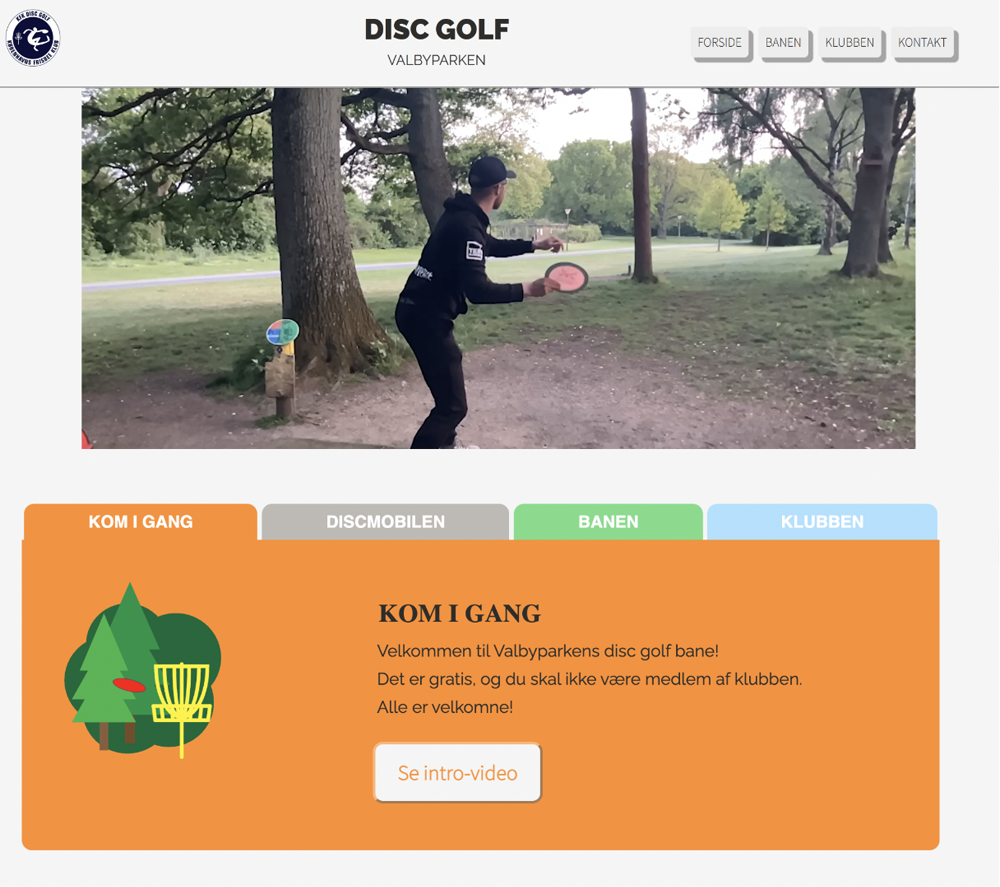 KFK DISC GOLF
KØBENHAVNS FRISBEE KLUB
DISC GOLF
VALBYPARKEN
FORSIDE
BANEN
KLUBBEN
KONTAKT
KOM I GANG
DISCMOBILEN
BANEN
KLUBBEN
KOM I GANG
Velkommen til Valbyparkens disc golf bane!
Det er gratis, og du skal ikke være medlem af klubben.
Alle er velkomne!
Se intro-video